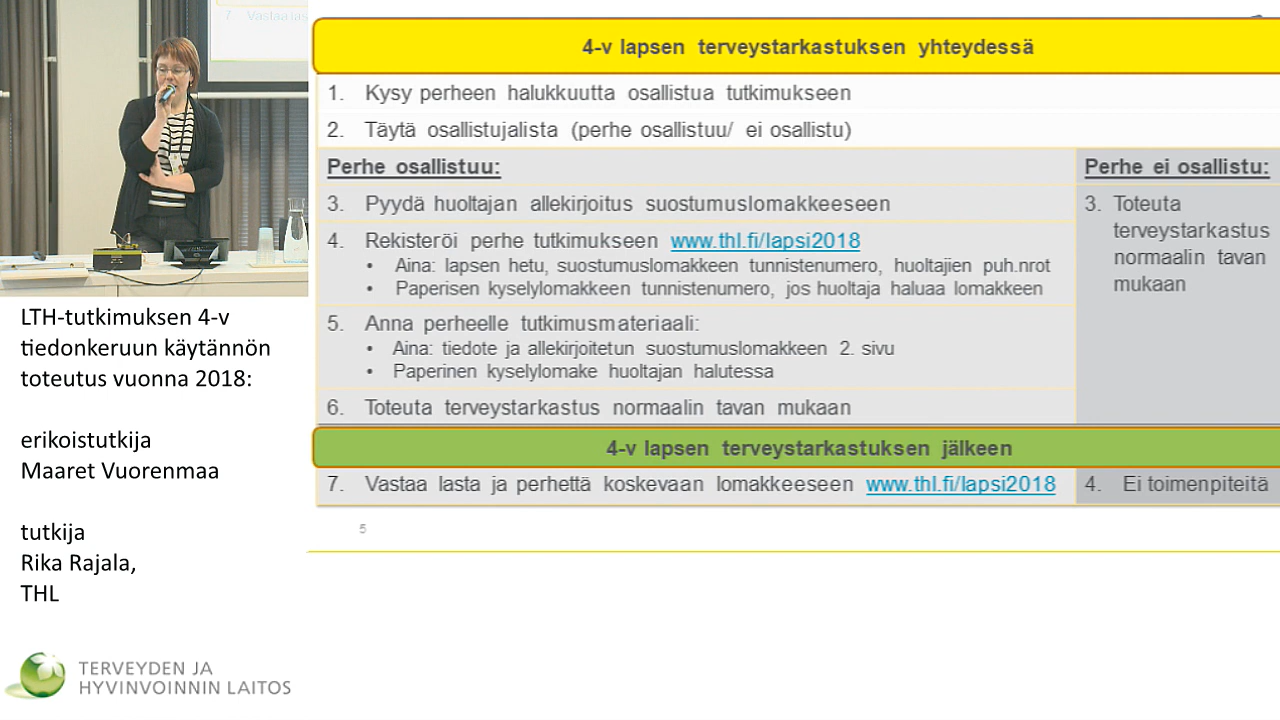 7 Vastaa las
4-v lapsen terveystarkastuksen yhteydessä
1. Kysy perheen halukkuutta osallistua tutkimukseen
2. Täytä osallistujalista (perhe osallistuu/ ei osallistu)
Perhe osallistuu:
3. Pyydä huoltajan allekirjoitus suostumuslomakkeeseen
4. Rekisteröi perhe tutkimukseen www.thl.fi/lapsi2018
• Aina: lapsen hetu, suostumuslomakkeen tunnistenumero, huoltajien puh.nrot
• Paperisen kyselylomakkeen tunnistenumero, jos huoltaja haluaa lomakkeen
5. Anna perheelle tutkimusmateriaali:
• Aina: tiedote ja allekirjoitetun suostumuslomakkeen 2. sivu
• Paperinen kyselylomake huoltajan halutessa
6. Toteuta terveystarkastus normaalin tavan mukaan
Perhe ei osallistu:
3. Toteuta
terveystarkastus
normaalin tavan
mukaan
4-v lapsen terveystarkastuksen jälkeen
7. Vastaa lasta ja perhettä koskevaan lomakkeeseen www.thl.fi/lapsi2018
4. Ei toimenpiteitä
5
LTH-tutkimuksen 4-v
tiedonkeruun käytännön
toteutus vuonna 2018:
erikoistutkija
Maaret Vuorenmaa
tutkija
Rika Rajala,
THL
TERVEYDEN JA
HYVINVOINNIN LAITOS